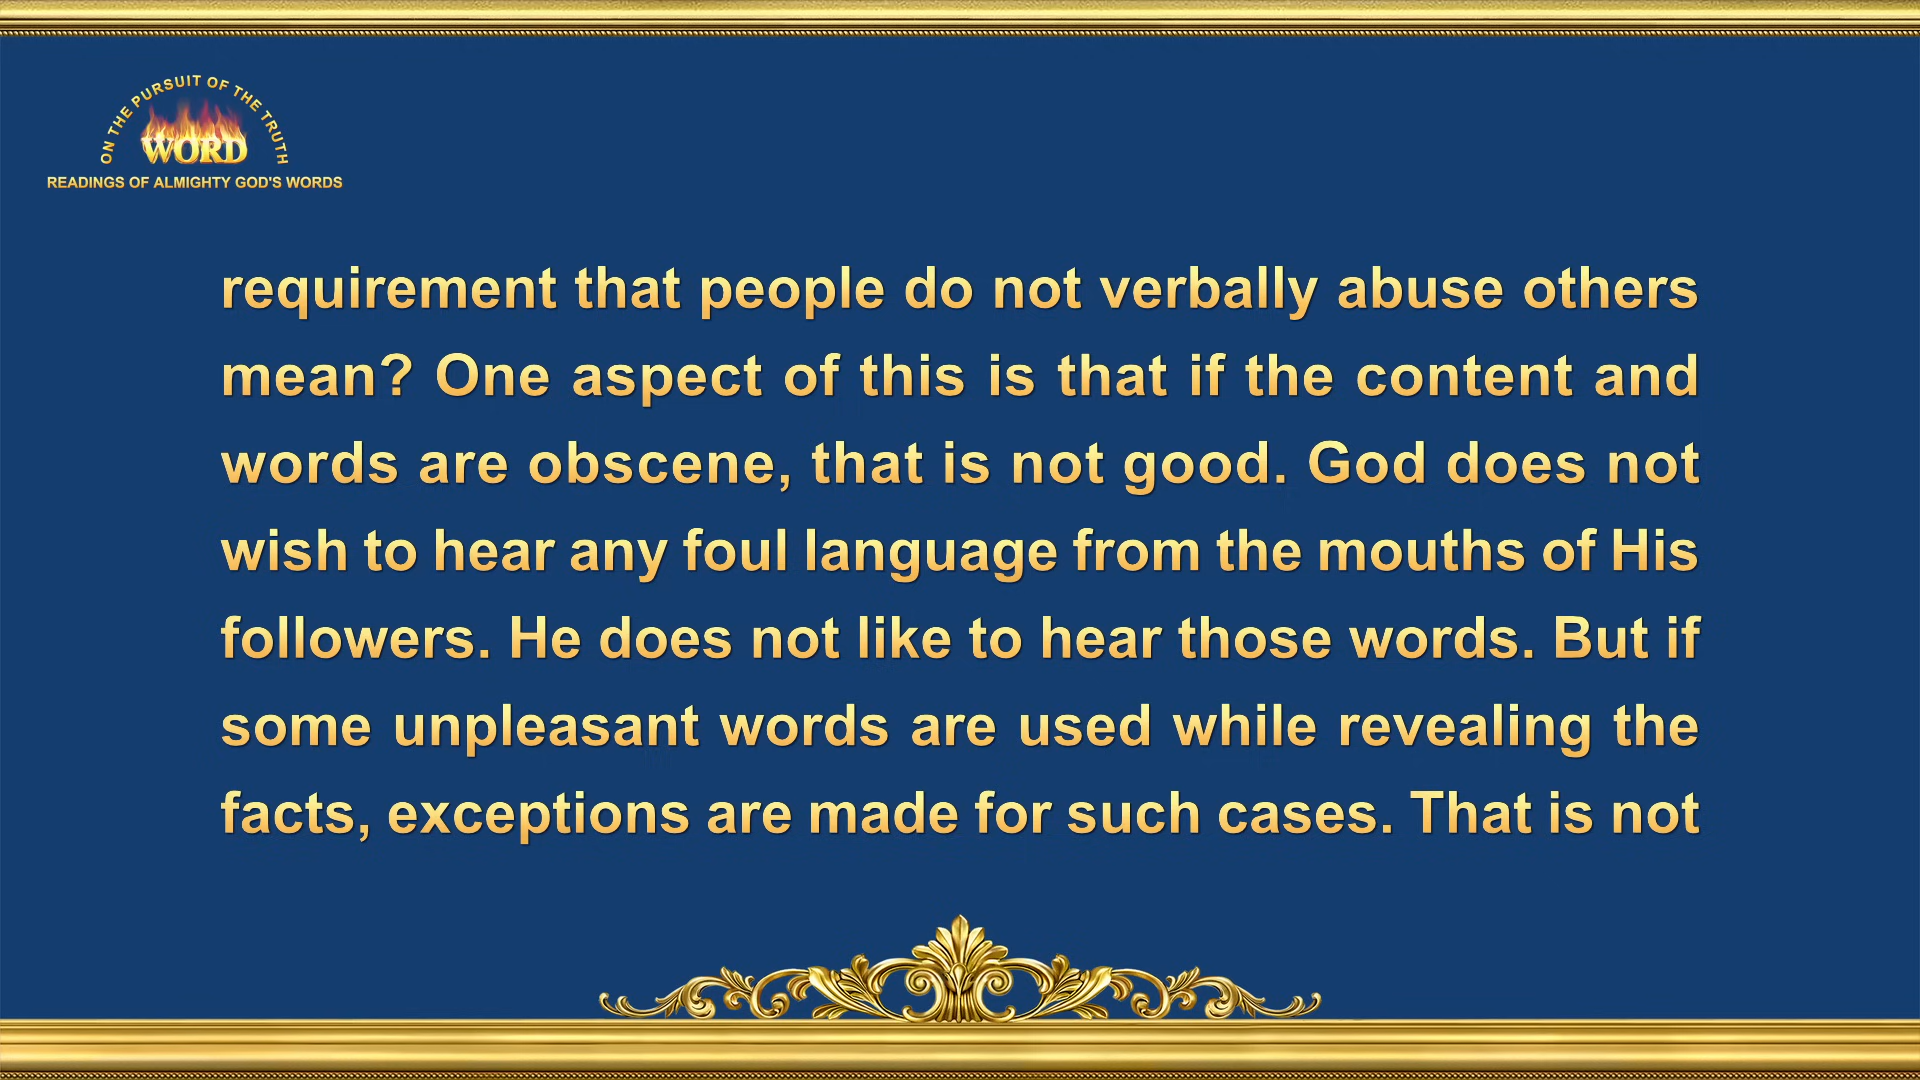 ON THE PURSUIT OF THE TRUTH
WORD
READINGS OF ALMIGHTY GOD'S WORDS
requirement that people do not verbally abuse others
mean? One aspect of this is that if the content and
words are obscene, that is not good. God does not
wish to hear any foul language from the mouths of His
followers. He does not like to hear those words. But if
some unpleasant words are used while revealing the
facts, exceptions are made for such cases. That is not